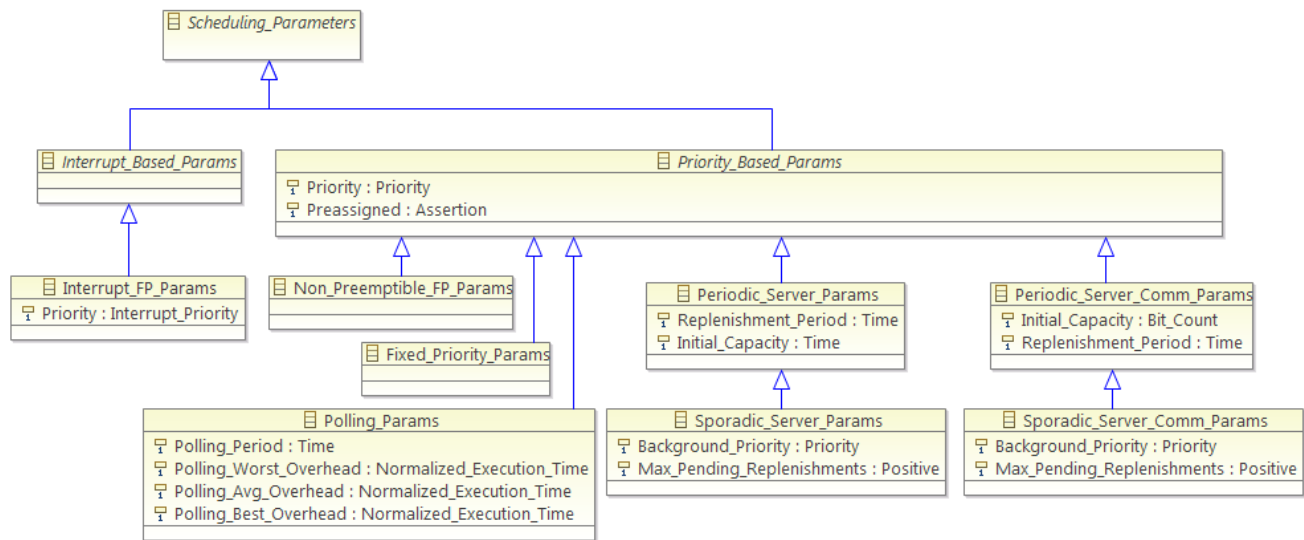 Scheduling_Parameters
Interrupt_Based_Params
Priority_Based_Params
Priority : Priority
Preassigned : Assertion
Interrupt_FP_Params
Priority : Interrupt_Priority
Non_Preemptible_FP_Params
Fixed_Priority_Params
Periodic_Server_Params
Replenishment_Period : Time
Initial_Capacity : Time
Periodic_Server_Comm_Params
Initial_Capacity : Bit_Count
Replenishment_Period : Time
Polling_Params
Polling_Period : Time
Polling_Worst_Overhead : Normalized_Execution_Time
Polling_Avg_Overhead : Normalized_Execution_Time
Polling_Best_Overhead : Normalized_Execution_Time
Sporadic_Server_Params
Background_Priority : Priority
Max_Pending_Replenishments : Positive
Sporadic_Server_Comm_Params
Background_Priority : Priority
Max_Pending_Replenishments : Positive